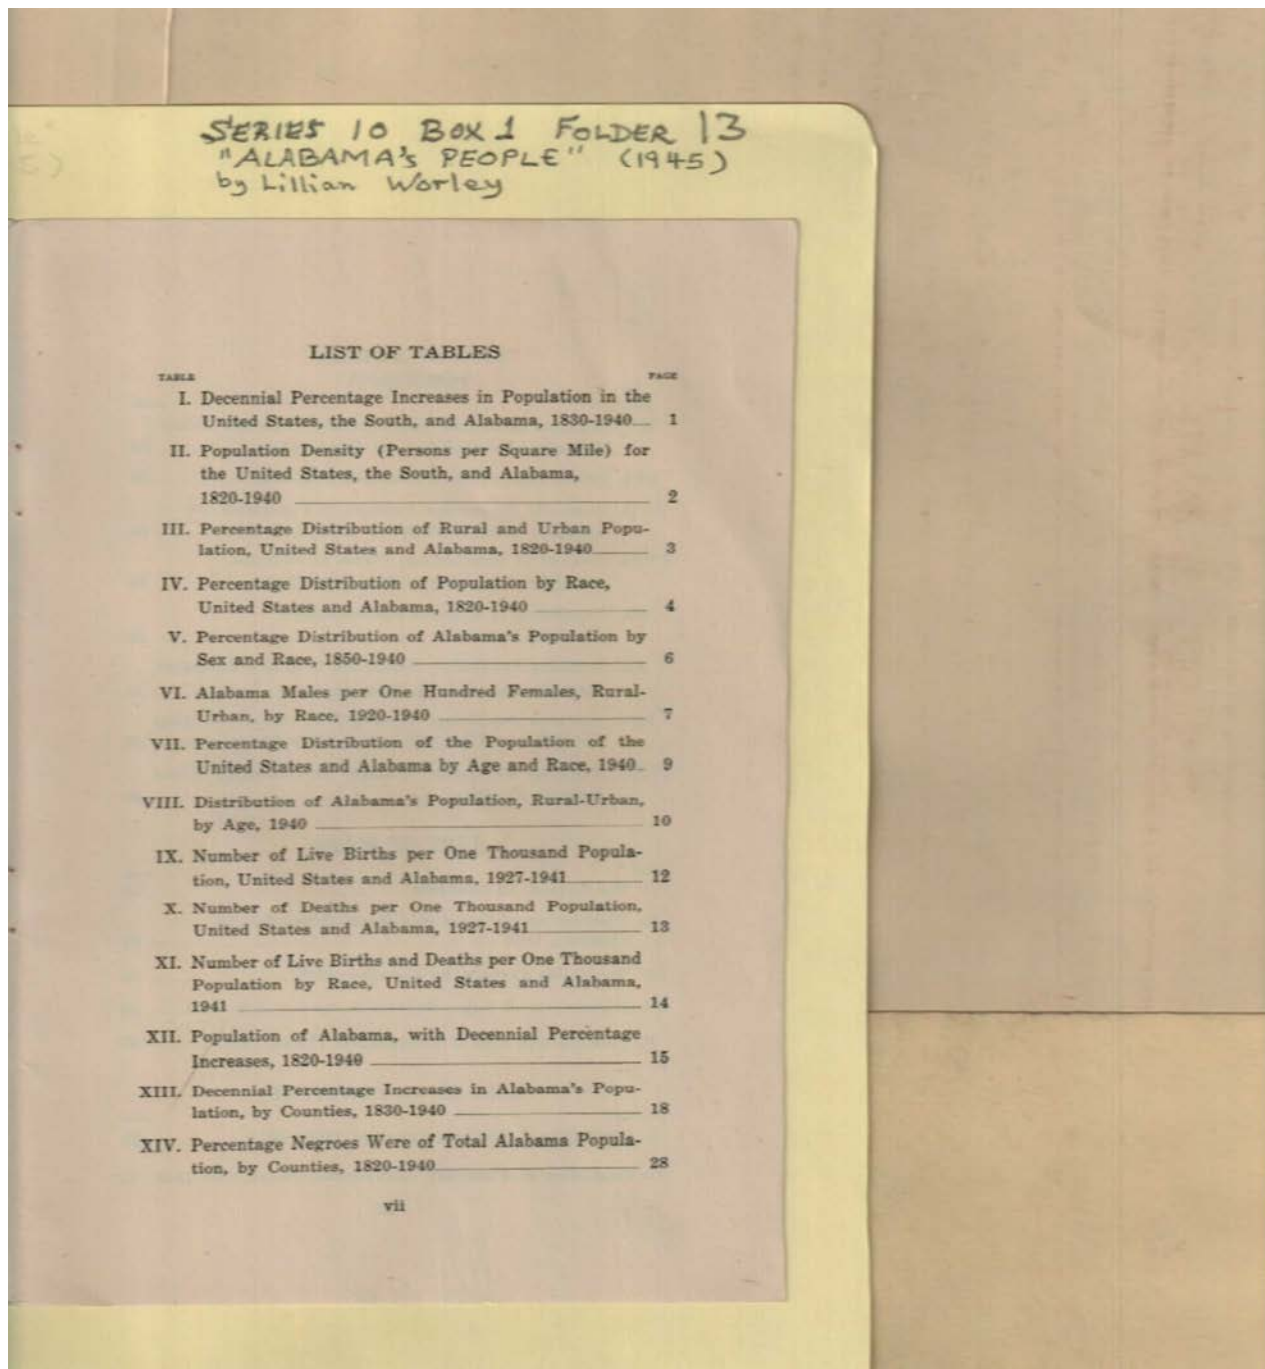 SERIES 10 BOX 1 FOLDER 13
"ALABAMA'S PEOPLE" (1945)
by Lillian Worley
LIST OF TABLES
TABLE PAGE
I. Decennial Percentage Increases in Population in the
United States, the South, and Alabama, 1830-1940 1
II. Population Density (Persons per Square Mile) for
the United States, the South, and Alabama,
1820-1940 2
III. Percentage Distribution of Rural and Urban Popu-
lation, United States and Alabama, 1820-1940 3
IV. Percentage Distribution of Population by Race,
United States and Alabama, 1820-1940 4
V. Percentage Distribution of Alabama's Population by
Sex and Race, 1850-1940 6
VI. Alabama Males per One Hundred Females, Rural-
Urban, by Race, 1920-1940 7
VII. Percentage Distribution of the Population of the
United States and Alabama by Age and Race, 1940 9
VIII. Distribution of Alabama's Population, Rural-Urban,
by Age, 1940 10
IX. Number of Live Births per One Thousand Popula-
tion, United States and Alabama, 1927-1941 12
X. Number of Deaths per One Thousand Population,
United States and Alabama, 1927-1941 13
XI. Number of Live Births and Deaths per One Thousand
Population by Race, United States and Alabama,
1941 14
XII. Population of Alabama, with Decennial Percentage
Increases, 1820-1940 15
XIII. Decennial Percentage Increases in Alabama's Popu-
lation, by Counties, 1830-1940 18
XIV. Percentage Negroes Were of Total Alabama Popula-
tion, by Counties, 1820-1940 28
vii